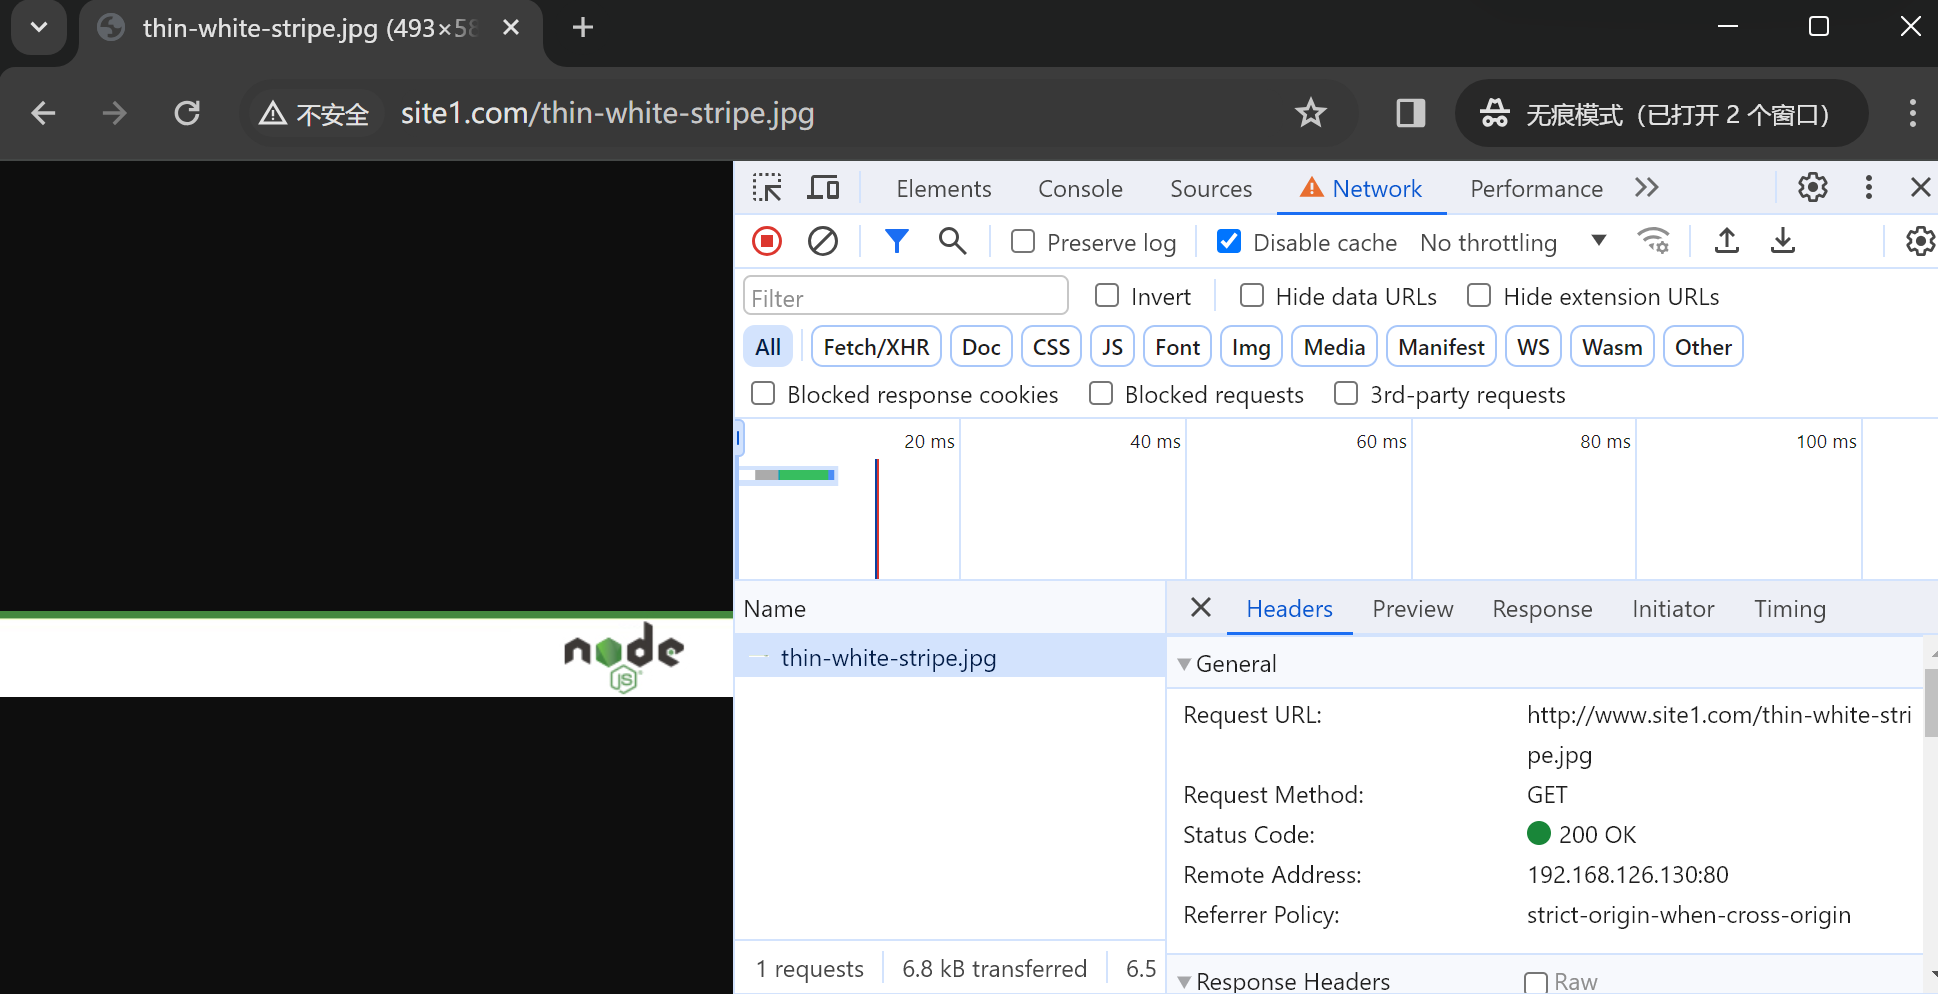 thin-white-stripe.jpg (493×58
不安全
site1.com/thin-white-stripe.jpg
无痕模式（已打开 2 个窗口）
Elements Console Sources Network Performance
Preserve log Disable cache No throttling
Filter Invert Hide data URLs Hide extension URLs
All Fetch/XHR Doc CSS JS Font Img Media Manifest WS Wasm Other
Blocked response cookies Blocked requests 3rd-party requests
20 ms 40 ms 60 ms 80 ms 100 ms
node
JS
Name
Headers Preview Response Initiator Timing
thin-white-stripe.jpg
General
Request URL: http://www.site1.com/thin-white-stri
pe.jpg
Request Method: GET
Status Code: 200 OK
Remote Address: 192.168.126.130:80
Referrer Policy: strict-origin-when-cross-origin
1 requests 6.8 kB transferred 6.5
Response Headers Raw